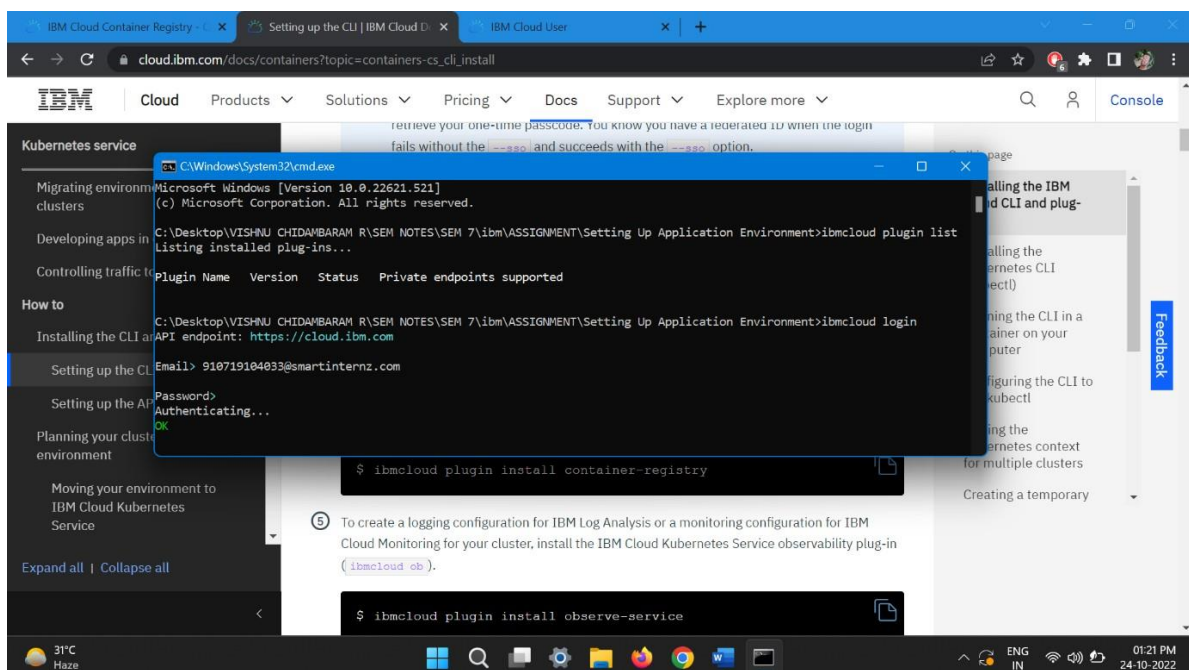 IBM Cloud Container Registry -
Setting up the CLI | IBM Cloud D
IBM Cloud User
cloud.ibm.com/docs/containers?topic=containers-cs_cli_install
6
IBM Cloud Products Solutions Pricing Docs Support Explore more Console
Kubernetes service
Migrating environm
clusters
Developing apps in
Controlling traffic to
How to
Installing the CLI an
Setting up the CL
Setting up the AP
Planning your cluste
environment
Moving your environment to
IBM Cloud Kubernetes
Service
Expand all | Collapse all
retrieve your one-time passcode. You know you have a federated ID when the login
fails without the --sso and succeeds with the --sso option.
C:\Windows\System32\cmd.exe
Microsoft Windows [Version 10.0.22621.521]
(c) Microsoft Corporation. All rights reserved.
C:\Desktop\VISHNU CHIDAMBARAM R\SEM NOTES\SEM 7\ibm\ASSIGNMENT\Setting Up Application Environment>ibmcloud plugin list
Listing installed plug-ins...
Plugin Name Version Status Private endpoints supported
C:\Desktop\VISHNU CHIDAMBARAM R\SEM NOTES\SEM 7\ibm\ASSIGNMENT\Setting Up Application Environment>ibmcloud login
API endpoint: https://cloud.ibm.com
Email> 910719104033@smartinternz.com
Password>
Authenticating...
OK
$ ibmcloud plugin install container-registry
5 To create a logging configuration for IBM Log Analysis or a monitoring configuration for IBM
Cloud Monitoring for your cluster, install the IBM Cloud Kubernetes Service observability plug-in
( ibmcloud ob ).
$ ibmcloud plugin install observe-service
page
alling the IBM
d CLI and plug-
alling the
ernetes CLI
ectl)
ning the CLI in a
ainer on your
puter
figuring the CLI to
kubectl
ing the
ernetes context
for multiple clusters
Creating a temporary
Feedback
31°C
Haze
ENG
IN
01:21 PM
24-10-2022